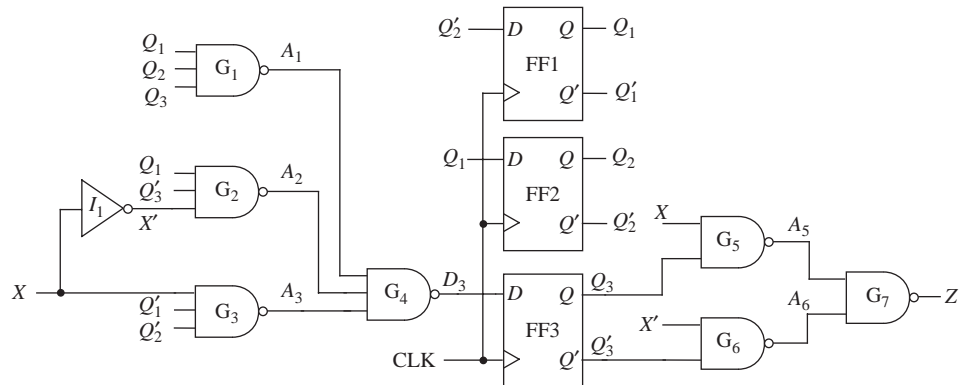 Q₁
Q₂
Q₃
G₁
A₁
Q₁
Q′₃
X′
I₁
G₂
A₂
X
Q′₁
Q′₂
G₃
A₃
G₄
D₃
Q′₂
D
Q
Q₁
FF1
Q′
Q′₁
Q₁
D
Q
Q₂
FF2
Q′
Q′₂
D
Q
Q₃
FF3
CLK
Q′
Q′₃
X
G₅
A₅
X′
G₆
A₆
G₇
Z